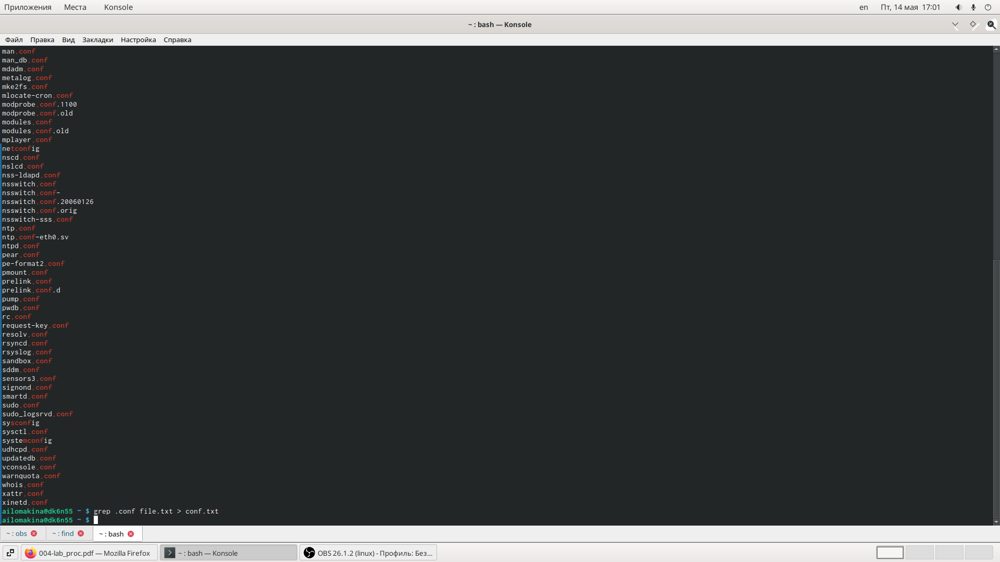 Приложения Места Konsole en Пт, 14 мая 17:01
~ : bash — Konsole
Файл Правка Вид Закладки Настройка Справка
man.conf
man_db.conf
mdadm.conf
metalog.conf
mke2fs.conf
mlocate-cron.conf
modprobe.conf.1100
modprobe.conf.old
modules.conf
modules.conf.old
mplayer.conf
netconfig
nscd.conf
nslcd.conf
nss-ldapd.conf
nsswitch.conf
nsswitch.conf-
nsswitch.conf.20060126
nsswitch.conf.orig
nsswitch-sss.conf
ntp.conf
ntp.conf-eth0.sv
ntpd.conf
pear.conf
pe-format2.conf
pmount.conf
prelink.conf
prelink.conf.d
pump.conf
pwdb.conf
rc.conf
request-key.conf
resolv.conf
rsyncd.conf
rsyslog.conf
sandbox.conf
sddm.conf
sensors3.conf
signond.conf
smartd.conf
sudo.conf
sudo_logsrvd.conf
sysconfig
sysctl.conf
systemconfig
udhcpd.conf
updatedb.conf
vconsole.conf
warnquota.conf
whois.conf
xattr.conf
xinetd.conf
ailomakina@dk6n55 ~ $ grep .conf file.txt > conf.txt
ailomakina@dk6n55 ~ $
~ : obs ~ : find ~ : bash
004-lab_proc.pdf — Mozilla Firefox ~ : bash — Konsole OBS 26.1.2 (linux) - Профиль: Без...